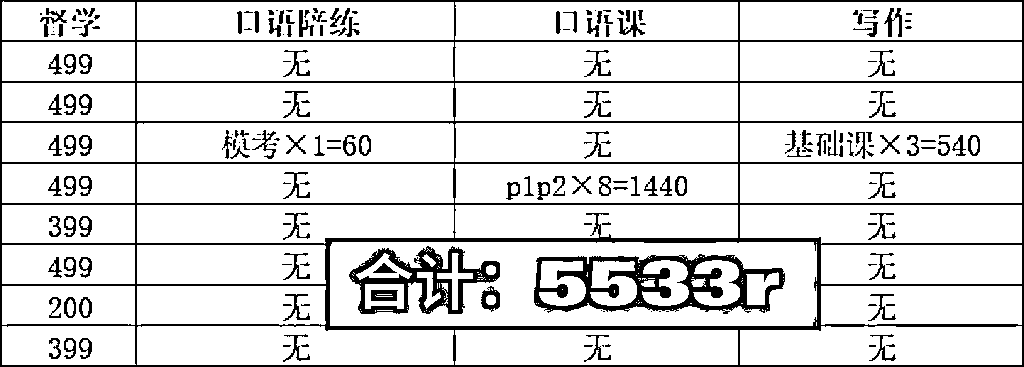 督学 口语陪练 口语课 写作
499 无 无 无
499 无 无 无
499 模考×1=60 无 基础课×3=540
499 无 p1p2×8=1440 无
399 无 无 无
499 无 无
合计：5533r
200 无 无
399 无 无 无